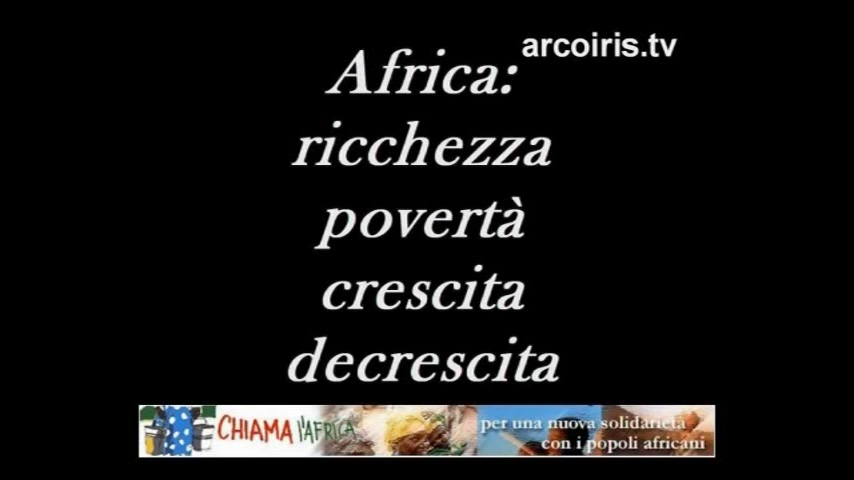 arcoiris.tv
Africa:
ricchezza
povertà
crescita
decrescita
CHIAMA l'AFRICA
per una nuova solidarietà
con i popoli africani